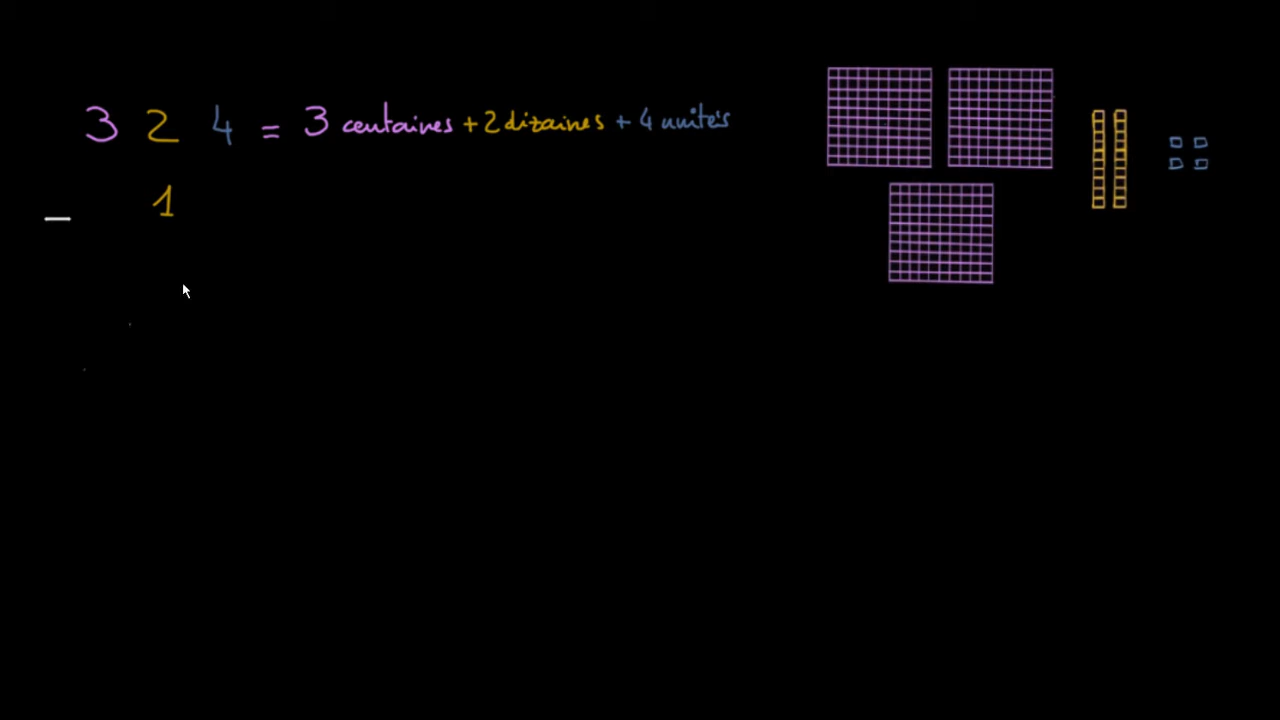 3 2 4 = 3 centaines + 2 dizaines + 4 unités
− 1